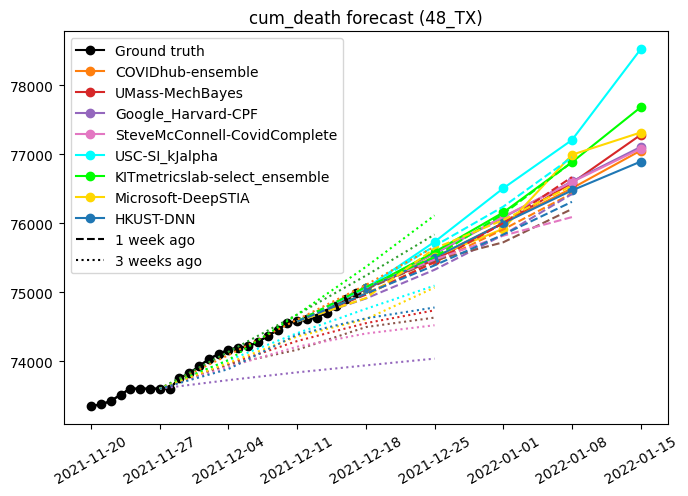 cum_death forecast (48_TX)
Ground truth
COVIDhub-ensemble
UMass-MechBayes
Google_Harvard-CPF
SteveMcConnell-CovidComplete
USC-SI_kJalpha
KITmetricslab-select_ensemble
Microsoft-DeepSTIA
HKUST-DNN
1 week ago
3 weeks ago
78000
77000
76000
75000
74000
2021-11-20
2021-11-27
2021-12-04
2021-12-11
2021-12-18
2021-12-25
2022-01-01
2022-01-08
2022-01-15